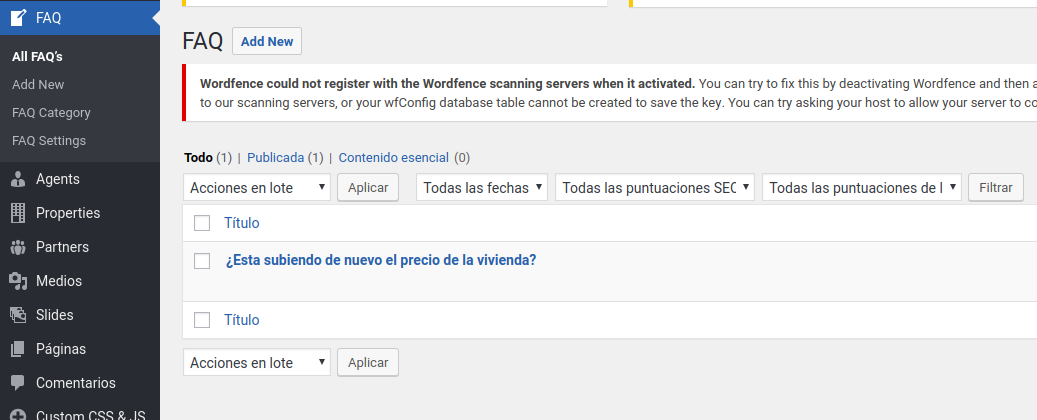 FAQ
All FAQ's
Add New
FAQ Category
FAQ Settings
Agents
Properties
Partners
Medios
Slides
Páginas
Comentarios
Custom CSS & JS
FAQ Add New
Wordfence could not register with the Wordfence scanning servers when it activated. You can try to fix this by deactivating Wordfence and then a
to our scanning servers, or your wfConfig database table cannot be created to save the key. You can try asking your host to allow your server to co
Todo (1) | Publicada (1) | Contenido esencial (0)
Acciones en lote Aplicar Todas las fechas Todas las puntuaciones SEO Todas las puntuaciones de l Filtrar
Título
¿Esta subiendo de nuevo el precio de la vivienda?
Título
Acciones en lote Aplicar